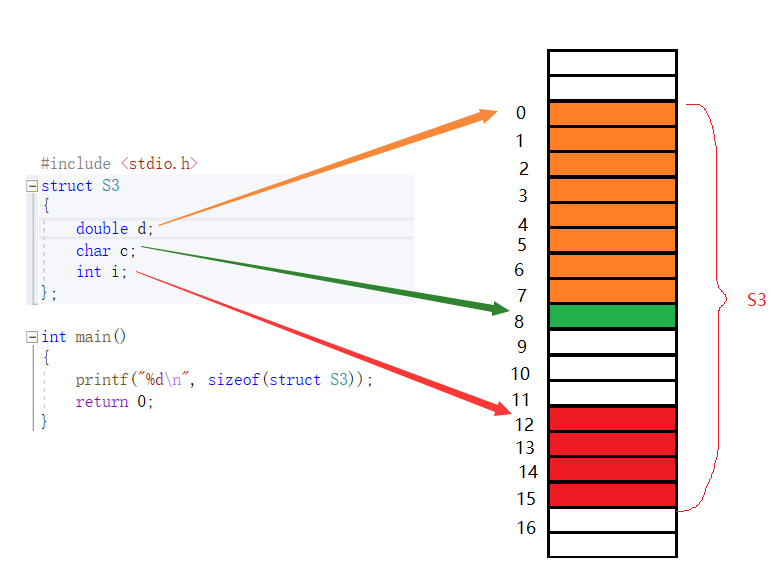 #include <stdio.h>
struct S3
{
double d;
char c;
int i;
};
int main()
{
printf("%d\n", sizeof(struct S3));
return 0;
}
0
1
2
3
4
5
6
7
8
9
10
11
12
13
14
15
16
S3